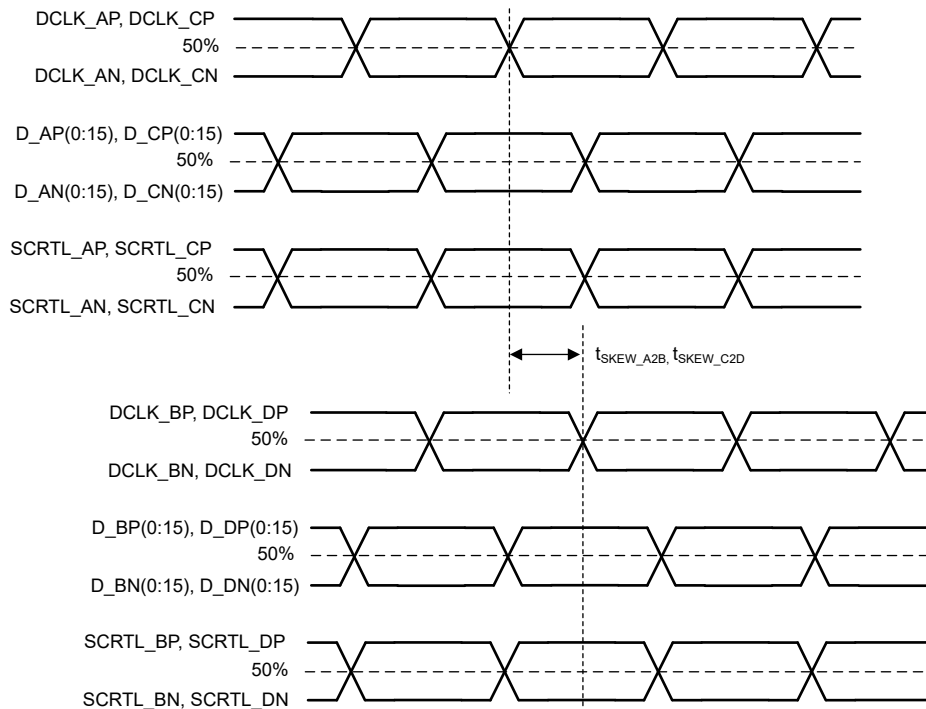 DCLK_AP, DCLK_CP
50%
DCLK_AN, DCLK_CN
D_AP(0:15), D_CP(0:15)
50%
D_AN(0:15), D_CN(0:15)
SCRTL_AP, SCRTL_CP
50%
SCRTL_AN, SCRTL_CN
tSKEW_A2B, tSKEW_C2D
DCLK_BP, DCLK_DP
50%
DCLK_BN, DCLK_DN
D_BP(0:15), D_DP(0:15)
50%
D_BN(0:15), D_DN(0:15)
SCRTL_BP, SCRTL_DP
50%
SCRTL_BN, SCRTL_DN